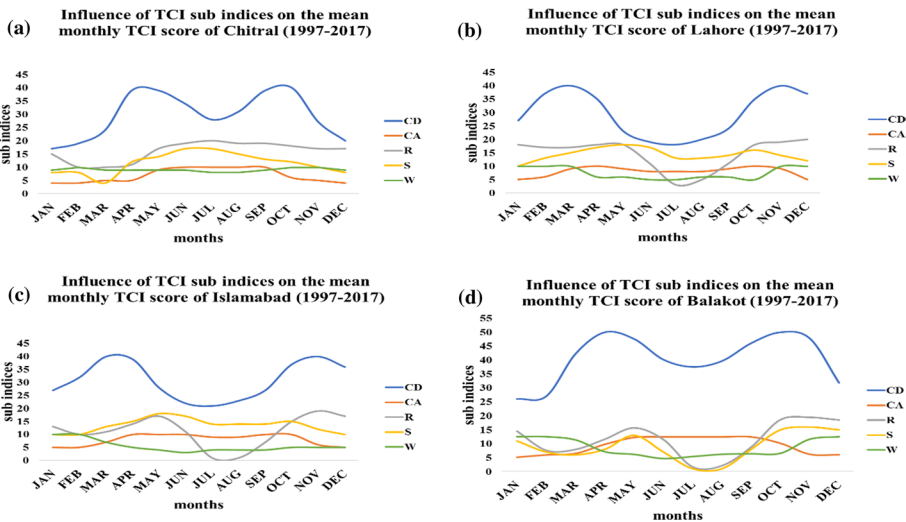 (a)
Influence of TCI sub indices on the mean
monthly TCI score of Chitral (1997-2017)
45
40
35
30
25
20
15
10
5
0
sub indices
JAN FEB MAR APR MAY JUN JUL AUG SEP OCT NOV DEC
months
CD
CA
R
S
W
(b)
Influence of TCI sub indices on the mean
monthly TCI score of Lahore (1997-2017)
45
40
35
30
25
20
15
10
5
0
sub indices
JAN FEB MAR APR MAY JUN JUL AUG SEP OCT NOV DEC
months
CD
CA
R
S
W
(c)
Influence of TCI sub indices on the mean
monthly TCI score of Islamabad (1997-2017)
45
40
35
30
25
20
15
10
5
0
sub indices
JAN FEB MAR APR MAY JUN JUL AUG SEP OCT NOV DEC
months
CD
CA
R
S
W
(d)
Influence of TCI sub indices on the mean
monthly TCI score of Balakot (1997-2017)
55
50
45
40
35
30
25
20
15
10
5
0
sub indices
JAN FEB MAR APR MAY JUN JUL AUG SEP OCT NOV DEC
months
CD
CA
R
S
W